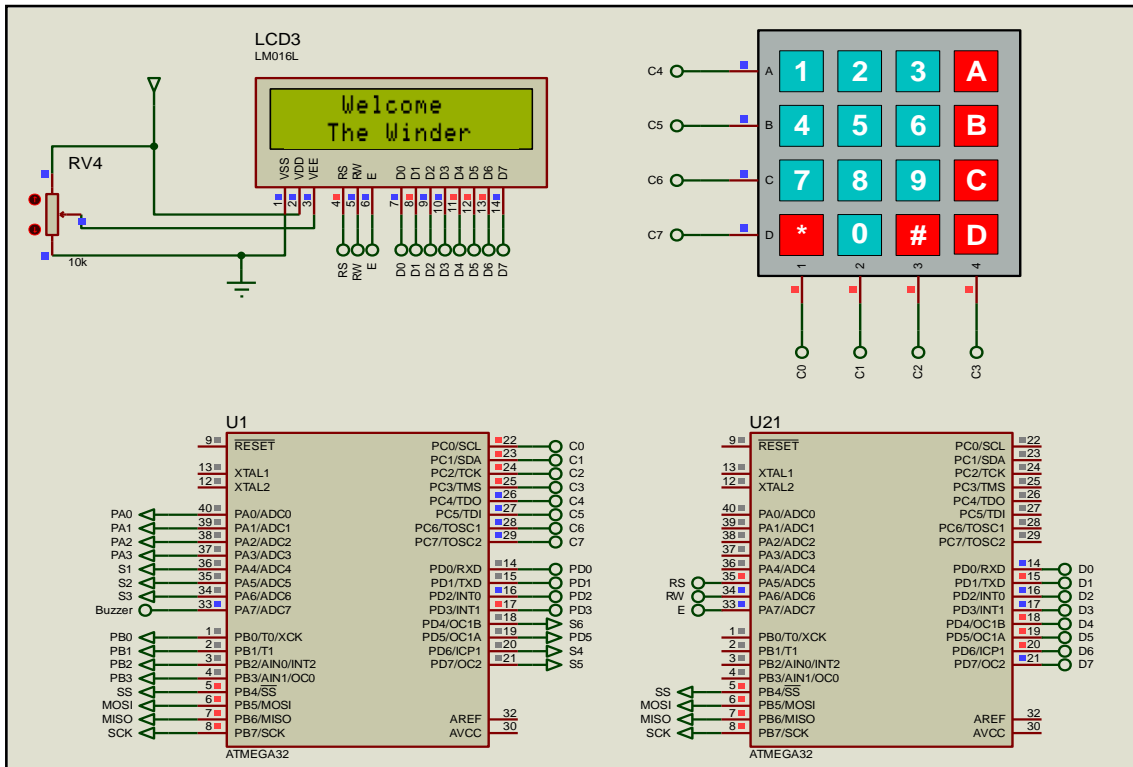 LCD3
LM016L
Welcome
The Winder
RV4
10k
VSS VDD VEE RS RW E D0 D1 D2 D3 D4 D5 D6 D7
1 2 3 4 5 6 7 8 9 10 11 12 13 14
RS RW E D0 D1 D2 D3 D4 D5 D6 D7
C4 A 1 2 3 A
C5 B 4 5 6 B
C6 C 7 8 9 C
C7 D * 0 # D
1 2 3 4
C0 C1 C2 C3
U1
9 RESET PC0/SCL 22 C0
PC1/SDA 23 C1
13 XTAL1 PC2/TCK 24 C2
12 XTAL2 PC3/TMS 25 C3
PC4/TDO 26 C4
PA0 40 PA0/ADC0 PC5/TDI 27 C5
PA1 39 PA1/ADC1 PC6/TOSC1 28 C6
PA2 38 PA2/ADC2 PC7/TOSC2 29 C7
PA3 37 PA3/ADC3
S1 36 PA4/ADC4 PD0/RXD 14 PD0
S2 35 PA5/ADC5 PD1/TXD 15 PD1
S3 34 PA6/ADC6 PD2/INT0 16 PD2
Buzzer 33 PA7/ADC7 PD3/INT1 17 PD3
PD4/OC1B 18 S6
PB0 1 PB0/T0/XCK PD5/OC1A 19 PD5
PB1 2 PB1/T1 PD6/ICP1 20 S4
PB2 3 PB2/AIN0/INT2 PD7/OC2 21 S5
PB3 4 PB3/AIN1/OC0
SS 5 PB4/SS
MOSI 6 PB5/MOSI
MISO 7 PB6/MISO AREF 32
SCK 8 PB7/SCK AVCC 30
ATMEGA32
U21
9 RESET PC0/SCL 22
PC1/SDA 23
13 XTAL1 PC2/TCK 24
12 XTAL2 PC3/TMS 25
PC4/TDO 26
40 PA0/ADC0 PC5/TDI 27
39 PA1/ADC1 PC6/TOSC1 28
38 PA2/ADC2 PC7/TOSC2 29
37 PA3/ADC3
36 PA4/ADC4 PD0/RXD 14 D0
RS 35 PA5/ADC5 PD1/TXD 15 D1
RW 34 PA6/ADC6 PD2/INT0 16 D2
E 33 PA7/ADC7 PD3/INT1 17 D3
PD4/OC1B 18 D4
1 PB0/T0/XCK PD5/OC1A 19 D5
2 PB1/T1 PD6/ICP1 20 D6
3 PB2/AIN0/INT2 PD7/OC2 21 D7
4 PB3/AIN1/OC0
SS 5 PB4/SS
MOSI 6 PB5/MOSI
MISO 7 PB6/MISO AREF 32
SCK 8 PB7/SCK AVCC 30
ATMEGA32